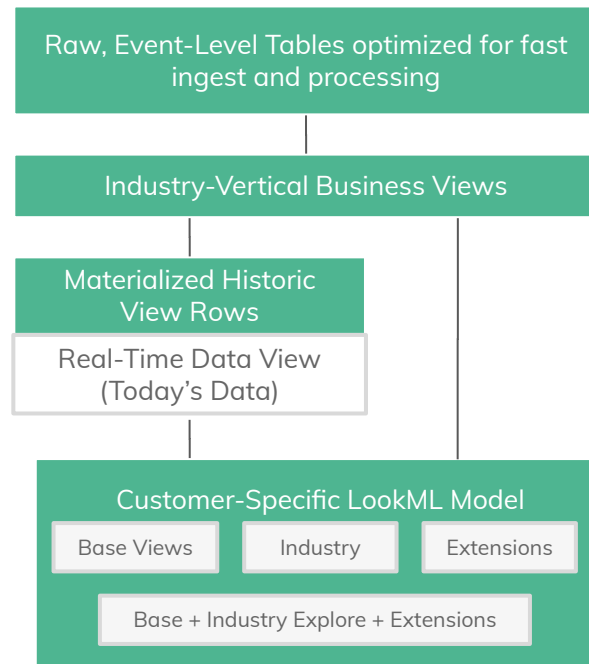 Raw, Event-Level Tables optimized for fast
ingest and processing
Industry-Vertical Business Views
Materialized Historic
View Rows
Real-Time Data View
(Today's Data)
Customer-Specific LookML Model
Base Views
Industry
Extensions
Base + Industry Explore + Extensions